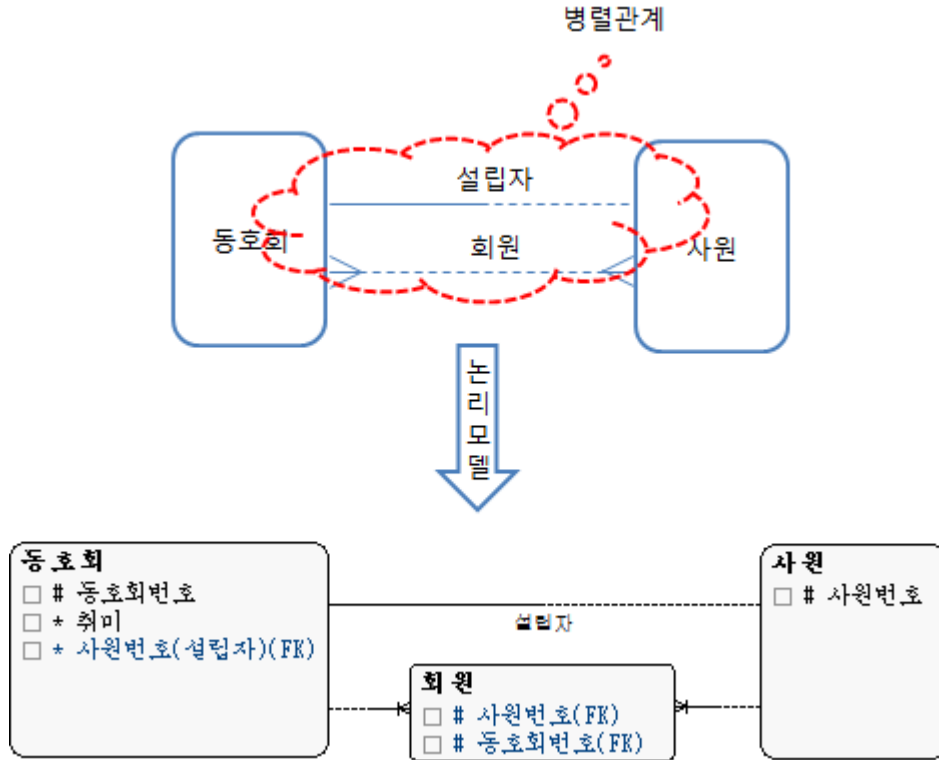 병렬관계
설립자
동호회
회원
사원
논
리
모
델
동호회
# 동호회번호
* 취미
* 사원번호(설립자)(FK)
사원
# 사원번호
설립자
회원
# 사원번호(FK)
# 동호회번호(FK)